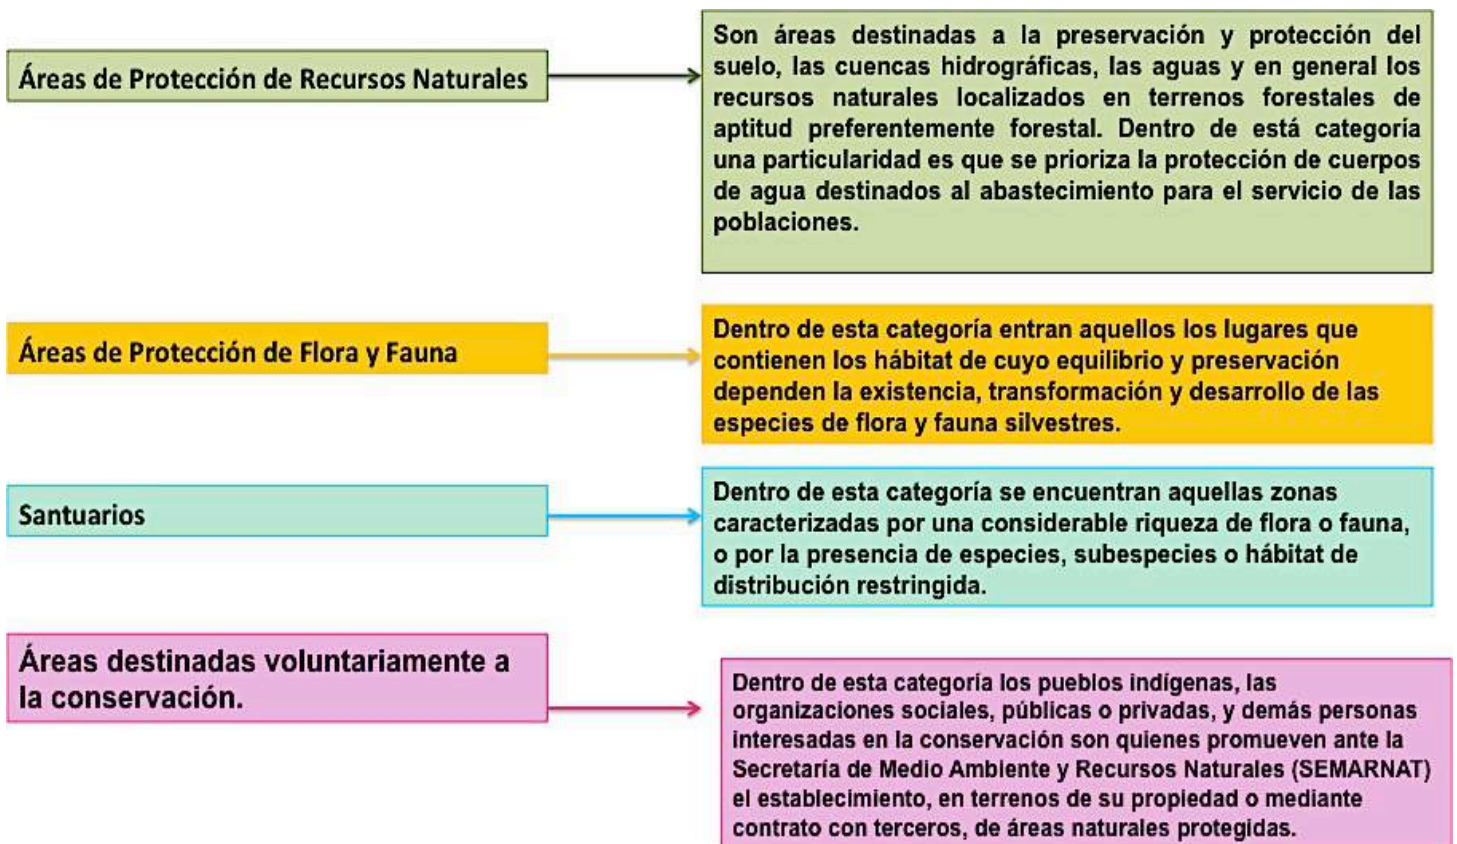 Áreas de Protección de Recursos Naturales
Son áreas destinadas a la preservación y protección del
suelo, las cuencas hidrográficas, las aguas y en general los
recursos naturales localizados en terrenos forestales de
aptitud preferentemente forestal. Dentro de está categoría
una particularidad es que se prioriza la protección de cuerpos
de agua destinados al abastecimiento para el servicio de las
poblaciones.
Áreas de Protección de Flora y Fauna
Dentro de esta categoría entran aquellos los lugares que
contienen los hábitat de cuyo equilibrio y preservación
dependen la existencia, transformación y desarrollo de las
especies de flora y fauna silvestres.
Santuarios
Dentro de esta categoría se encuentran aquellas zonas
caracterizadas por una considerable riqueza de flora o fauna,
o por la presencia de especies, subespecies o hábitat de
distribución restringida.
Áreas destinadas voluntariamente a
la conservación.
Dentro de esta categoría los pueblos indígenas, las
organizaciones sociales, públicas o privadas, y demás personas
interesadas en la conservación son quienes promueven ante la
Secretaría de Medio Ambiente y Recursos Naturales (SEMARNAT)
el establecimiento, en terrenos de su propiedad o mediante
contrato con terceros, de áreas naturales protegidas.